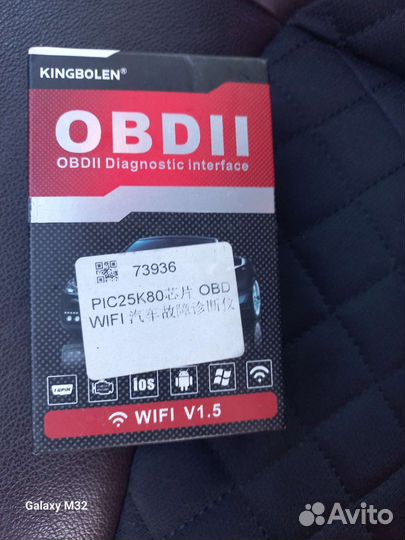 KINGBOLEN®
OBDII
OBDII Diagnostic interface
73936
PIC25K80芯片 OBD
WIFI 汽车故障诊断仪
16PIN
ios
WIFI V1.5
Galaxy M32
Avito